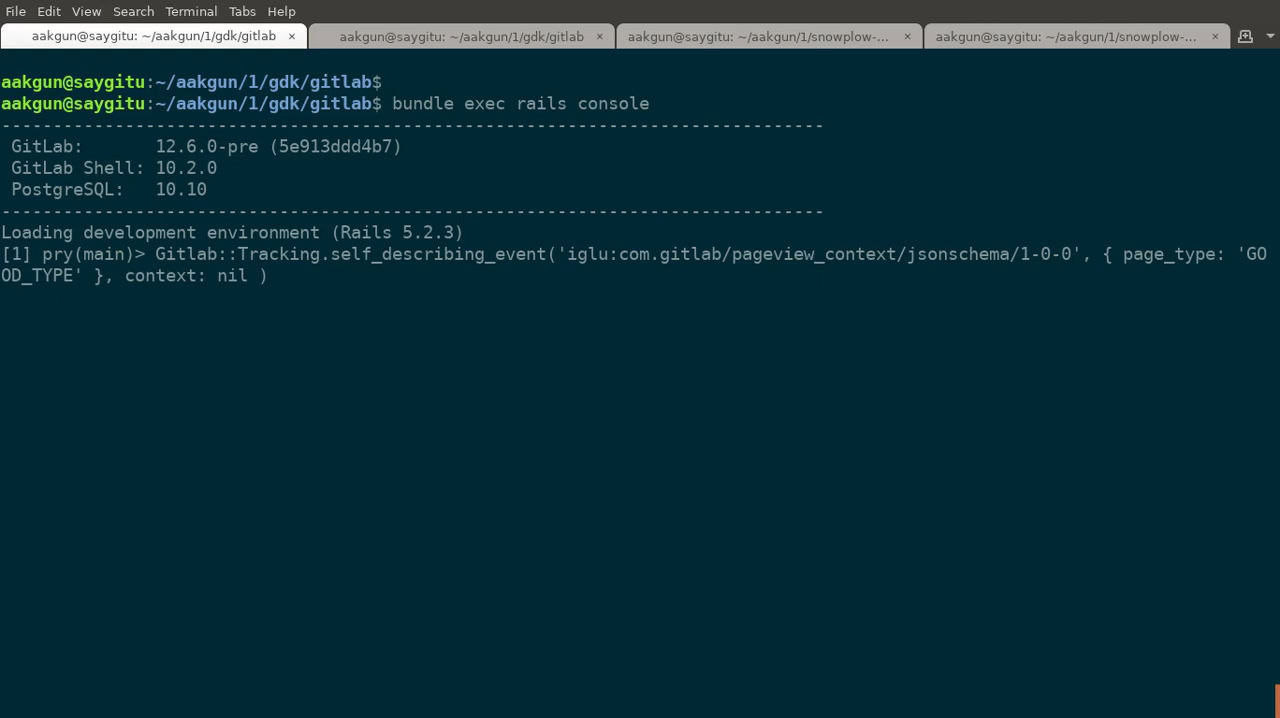 File Edit View Search Terminal Tabs Help
aakgun@saygitu: ~/aakgun/1/gdk/gitlab × aakgun@saygitu: ~/aakgun/1/gdk/gitlab × aakgun@saygitu: ~/aakgun/1/snowplow-... × aakgun@saygitu: ~/aakgun/1/snowplow-... ×
aakgun@saygitu:~/aakgun/1/gdk/gitlab$
aakgun@saygitu:~/aakgun/1/gdk/gitlab$ bundle exec rails console
--------------------------------------------------------------------------------
GitLab:       12.6.0-pre (5e913ddd4b7)
GitLab Shell: 10.2.0
PostgreSQL:   10.10
--------------------------------------------------------------------------------
Loading development environment (Rails 5.2.3)
[1] pry(main)> Gitlab::Tracking.self_describing_event('iglu:com.gitlab/pageview_context/jsonschema/1-0-0', { page_type: 'GO
OD_TYPE' }, context: nil )